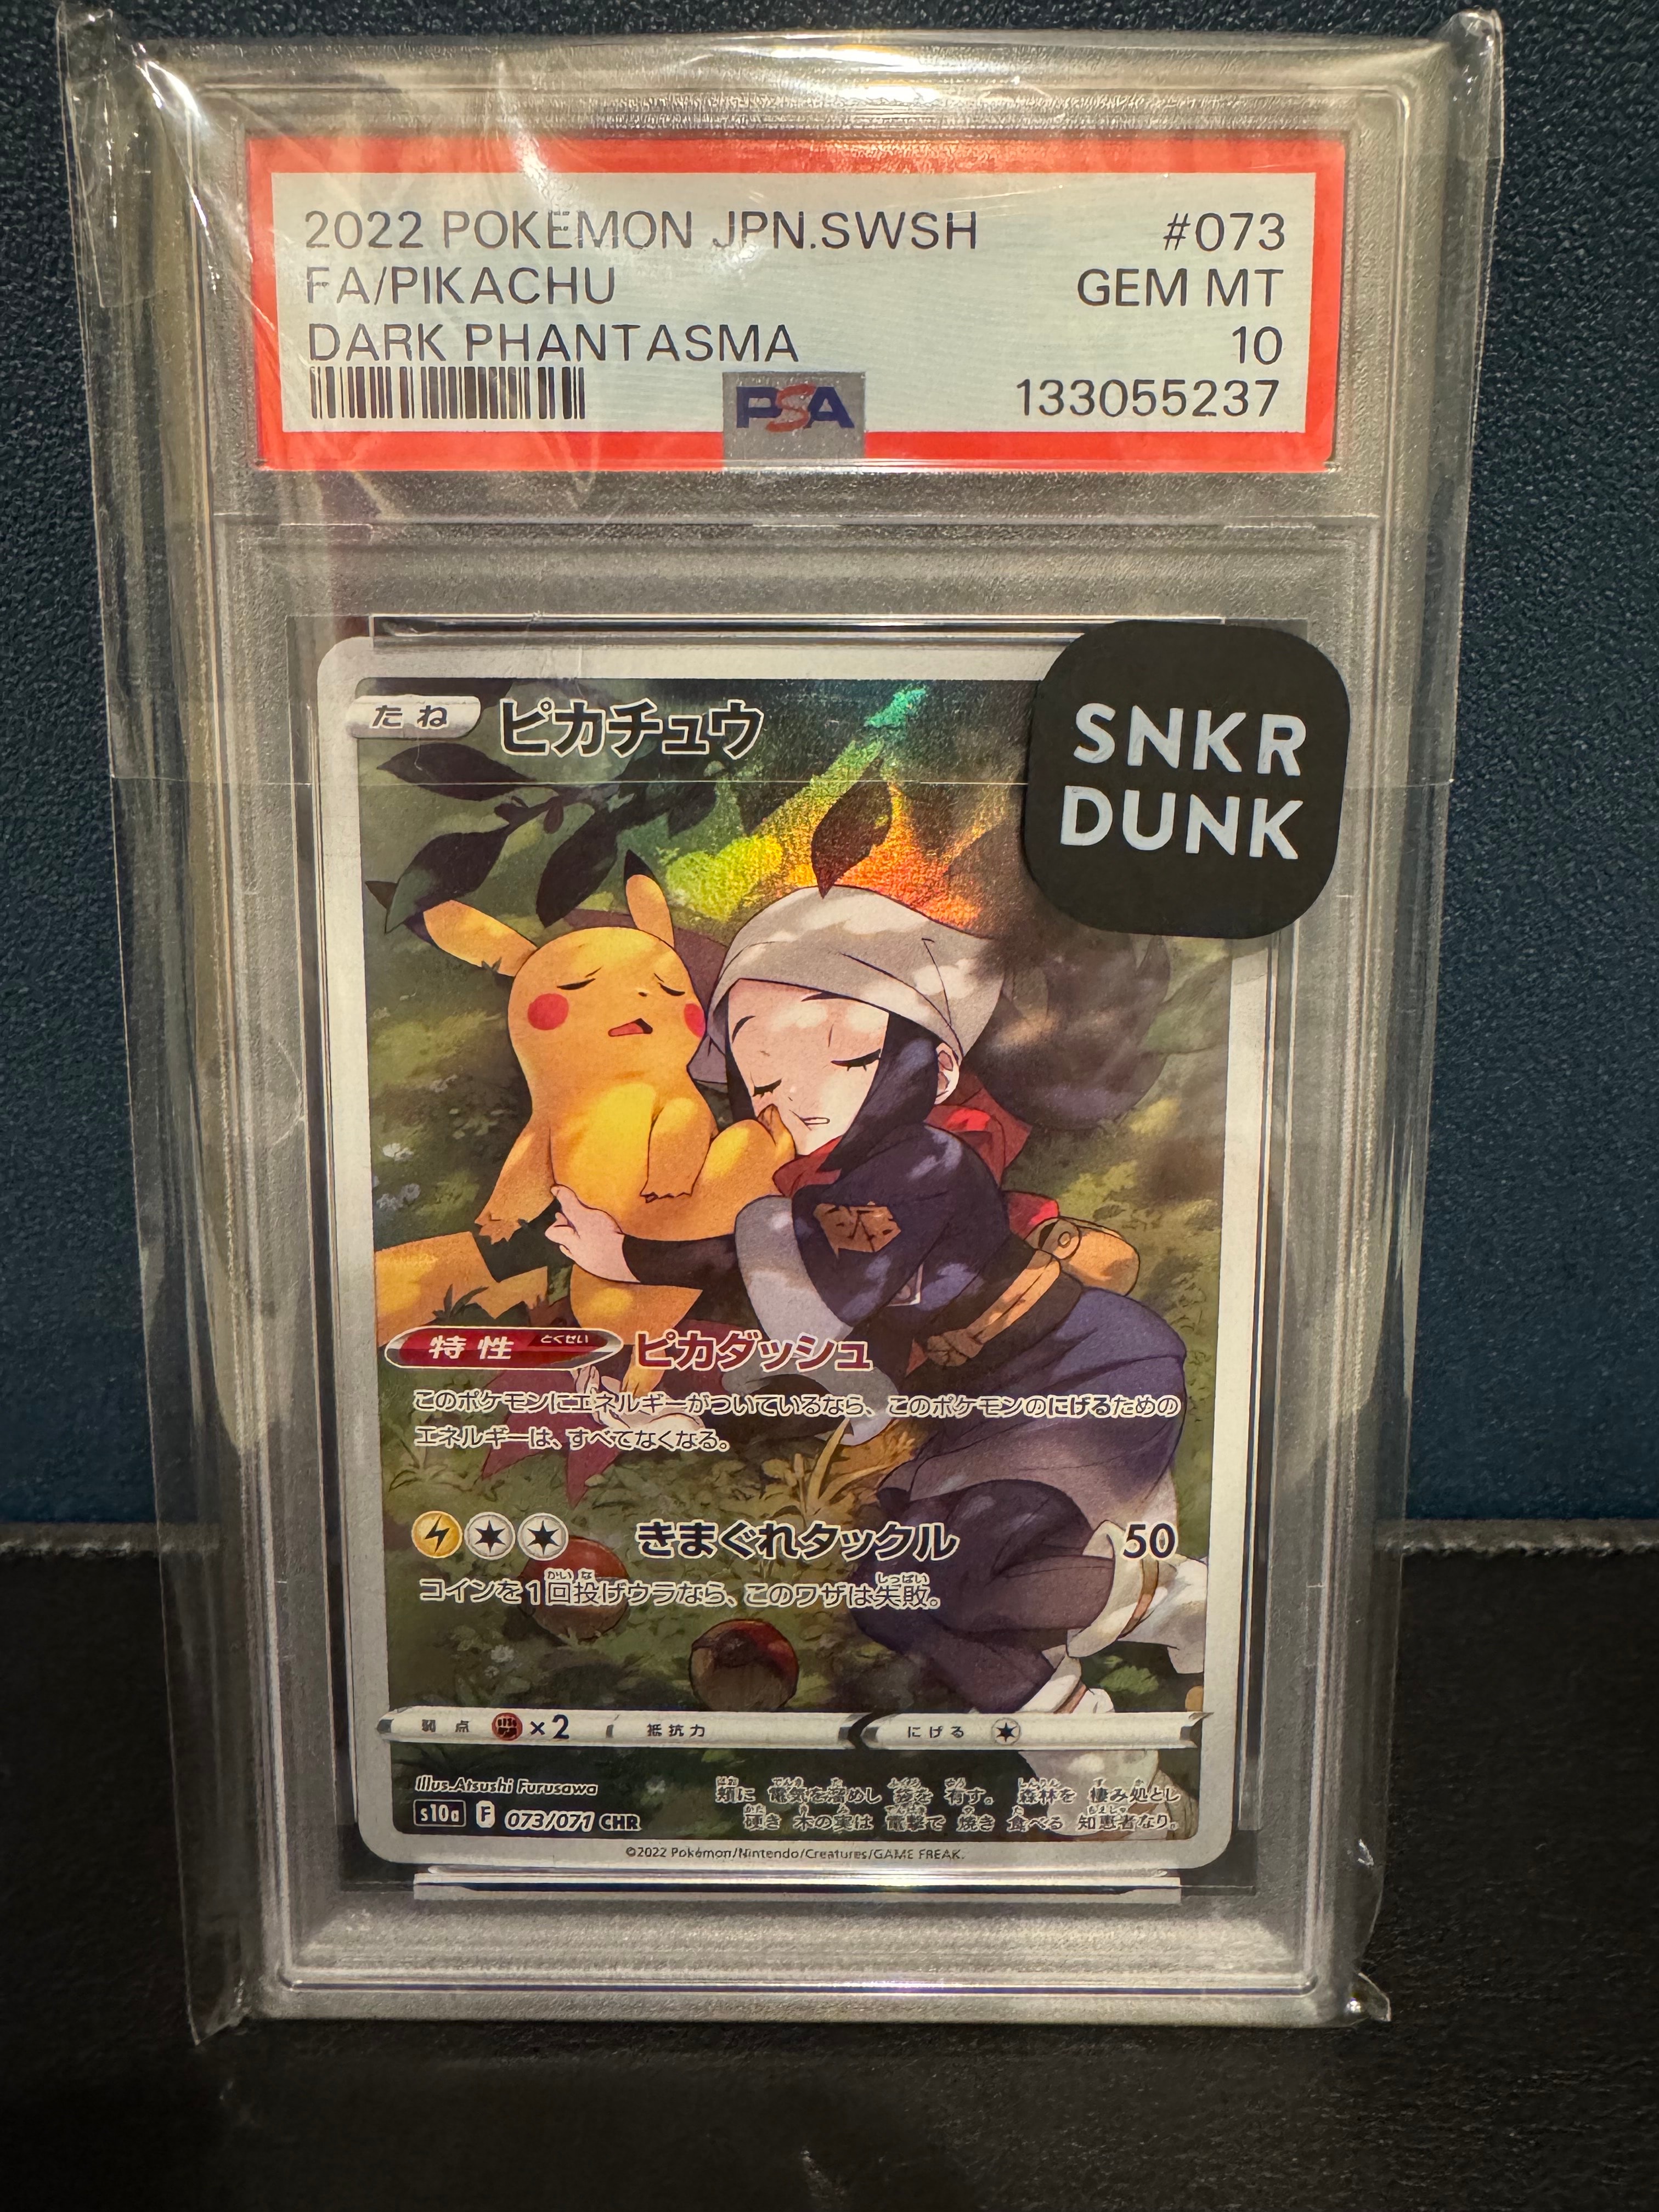 2022 POKEMON JPN.SWSH #073
FA/PIKACHU GEM MT
DARK PHANTASMA 10
PSA 133055237
たね ピカチュウ
SNKR
DUNK
特性 とくせい ピカダッシュ
このポケモンにエネルギーがついているなら、このポケモンのにげるための
エネルギーは、すべてなくなる。
きまぐれタックル 50
コインを1回投げウラなら、このワザは失敗。
弱点 ×2 抵抗力 にげる
Illus.Atsushi Furusawa
s10a F 073/071 CHR
頬に 電気を溜めし 袋を 有す。 森林を 棲み処とし
硬き 木の実は 電撃で 焼き 食べる 知恵者なり。
©2022 Pokémon/Nintendo/Creatures/GAME FREAK.